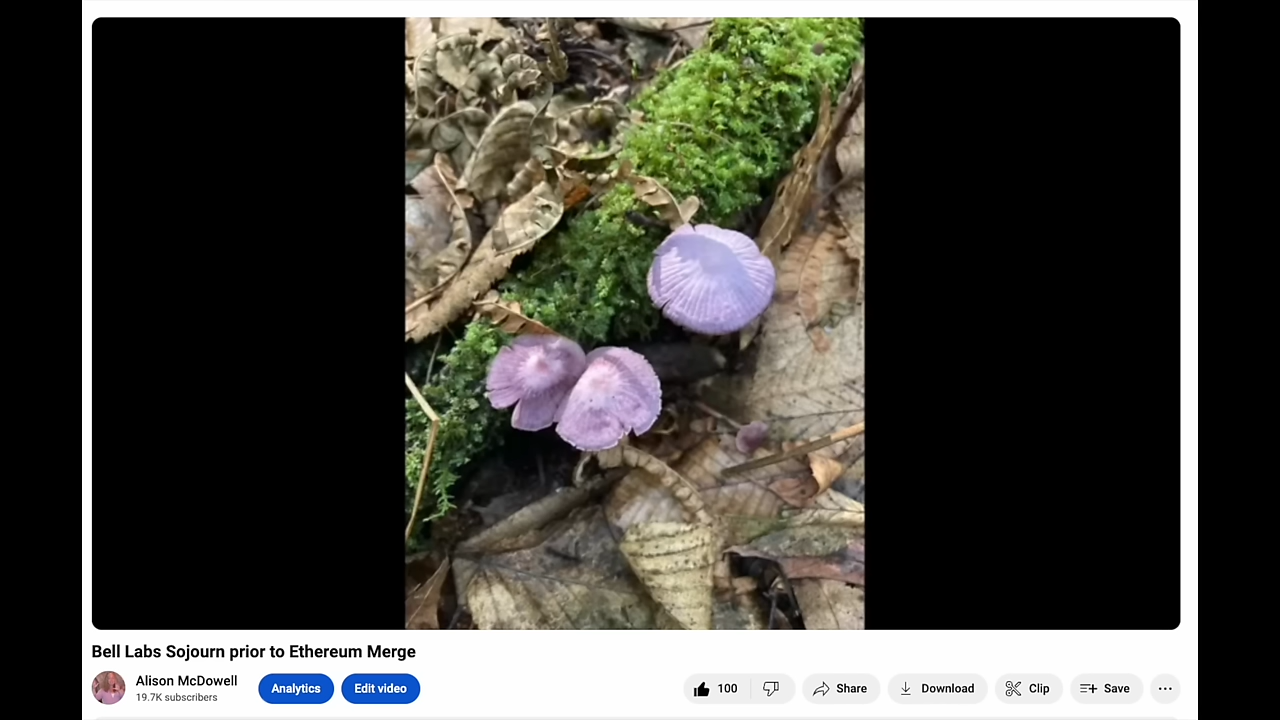 Bell Labs Sojourn prior to Ethereum Merge
Alison McDowell
19.7K subscribers
Analytics
Edit video
100
Share
Download
Clip
Save